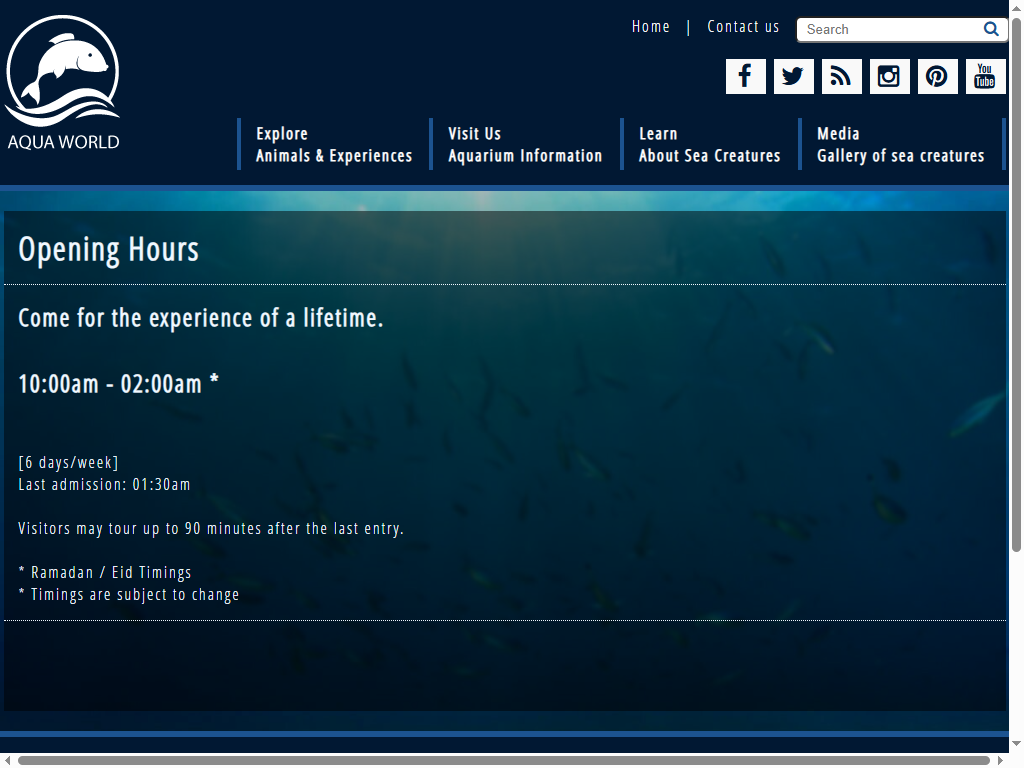 AQUA WORLD
Home | Contact us
Search
You
Tube
Explore
Animals & Experiences
Visit Us
Aquarium Information
Learn
About Sea Creatures
Media
Gallery of sea creatures
Opening Hours
Come for the experience of a lifetime.
10:00am - 02:00am *
[6 days/week]
Last admission: 01:30am
Visitors may tour up to 90 minutes after the last entry.
* Ramadan / Eid Timings
* Timings are subject to change